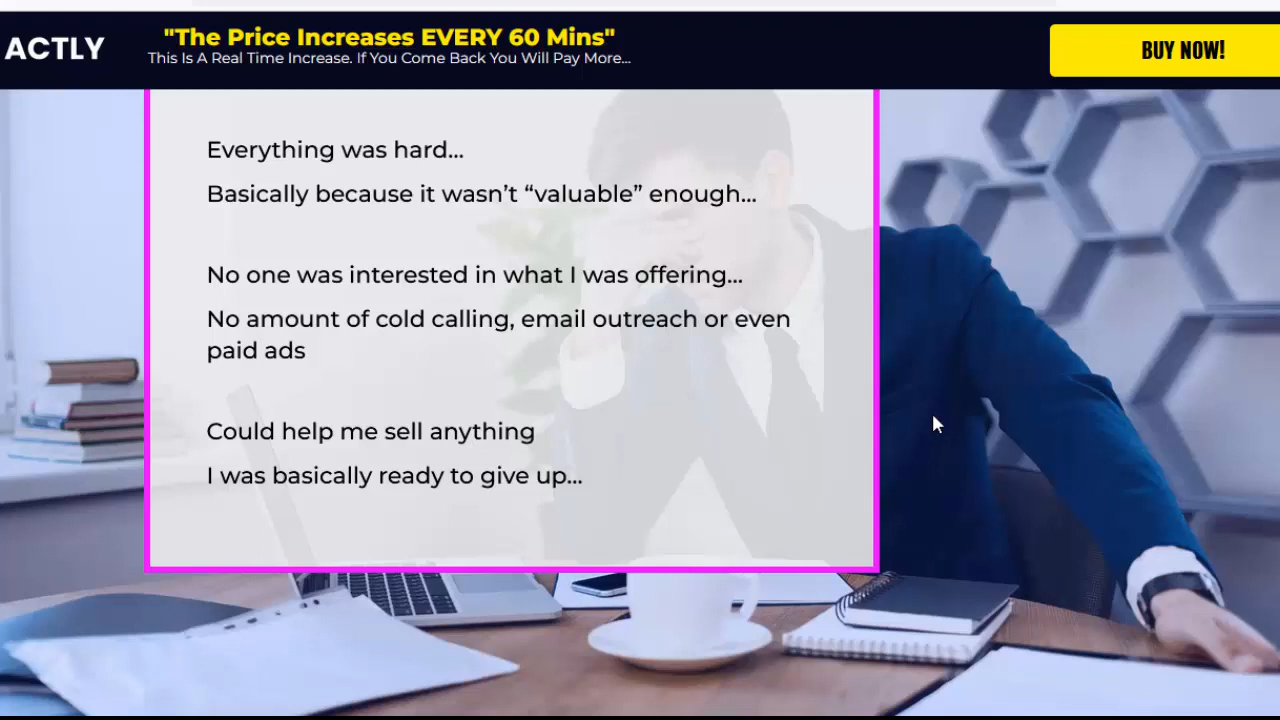 ACTLY
"The Price Increases EVERY 60 Mins"
This Is A Real Time Increase. If You Come Back You Will Pay More...
BUY NOW!
Everything was hard...
Basically because it wasn’t “valuable” enough...
No one was interested in what I was offering...
No amount of cold calling, email outreach or even
paid ads
Could help me sell anything
I was basically ready to give up...